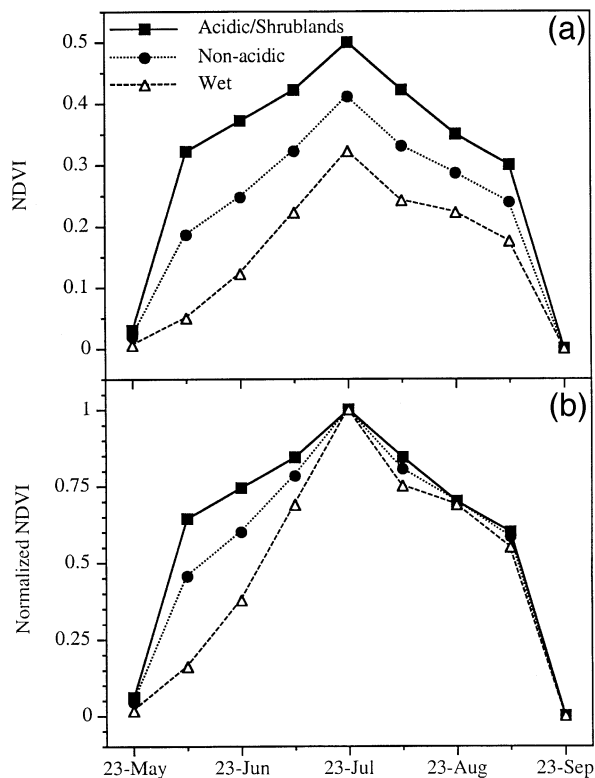 (a)
Acidic/Shrublands
Non-acidic
Wet
0.5
0.4
0.3
0.2
0.1
0
NDVI
(b)
1
0.75
0.5
0.25
0
Normalized NDVI
23-May 23-Jun 23-Jul 23-Aug 23-Sep